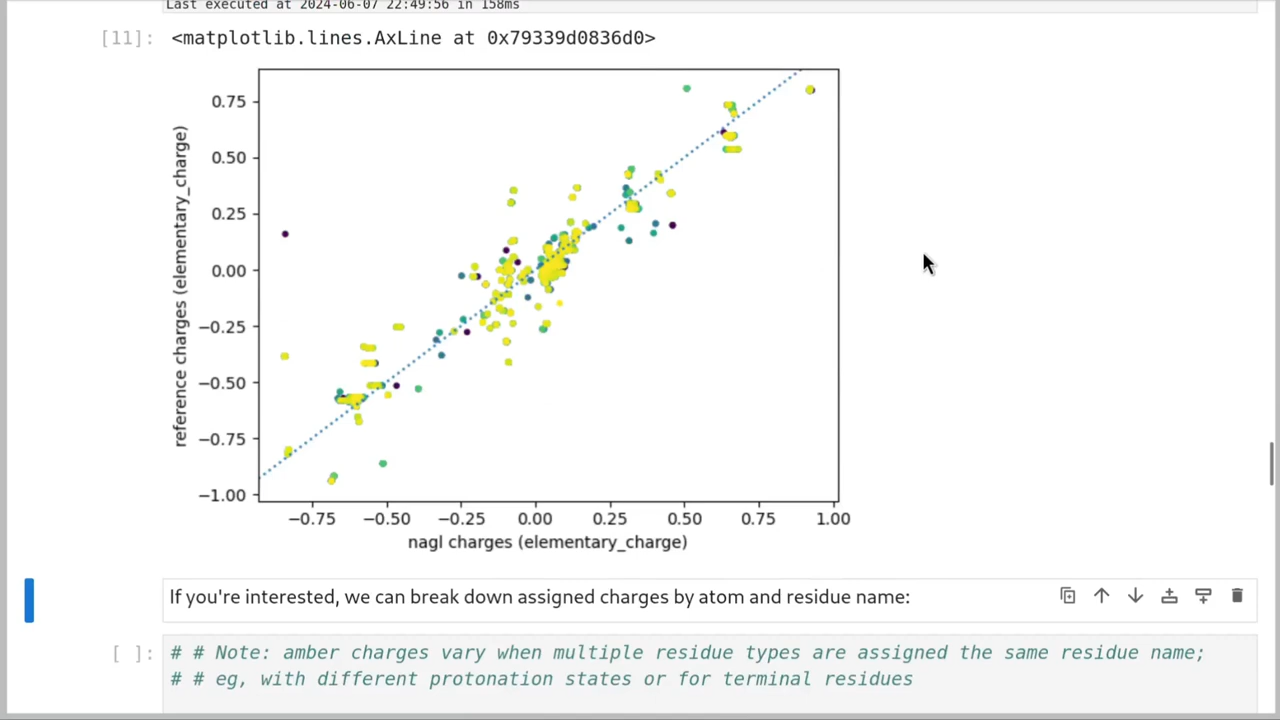 Last executed at 2024-06-07 22:49:56 in 158ms
[11]: <matplotlib.lines.AxLine at 0x79339d0836d0>
reference charges (elementary_charge)
0.75
0.50
0.25
0.00
−0.25
−0.50
−0.75
−1.00
−0.75 −0.50 −0.25 0.00 0.25 0.50 0.75 1.00
nagl charges (elementary_charge)
If you're interested, we can break down assigned charges by atom and residue name:
[ ]: # # Note: amber charges vary when multiple residue types are assigned the same residue name;
# # eg, with different protonation states or for terminal residues